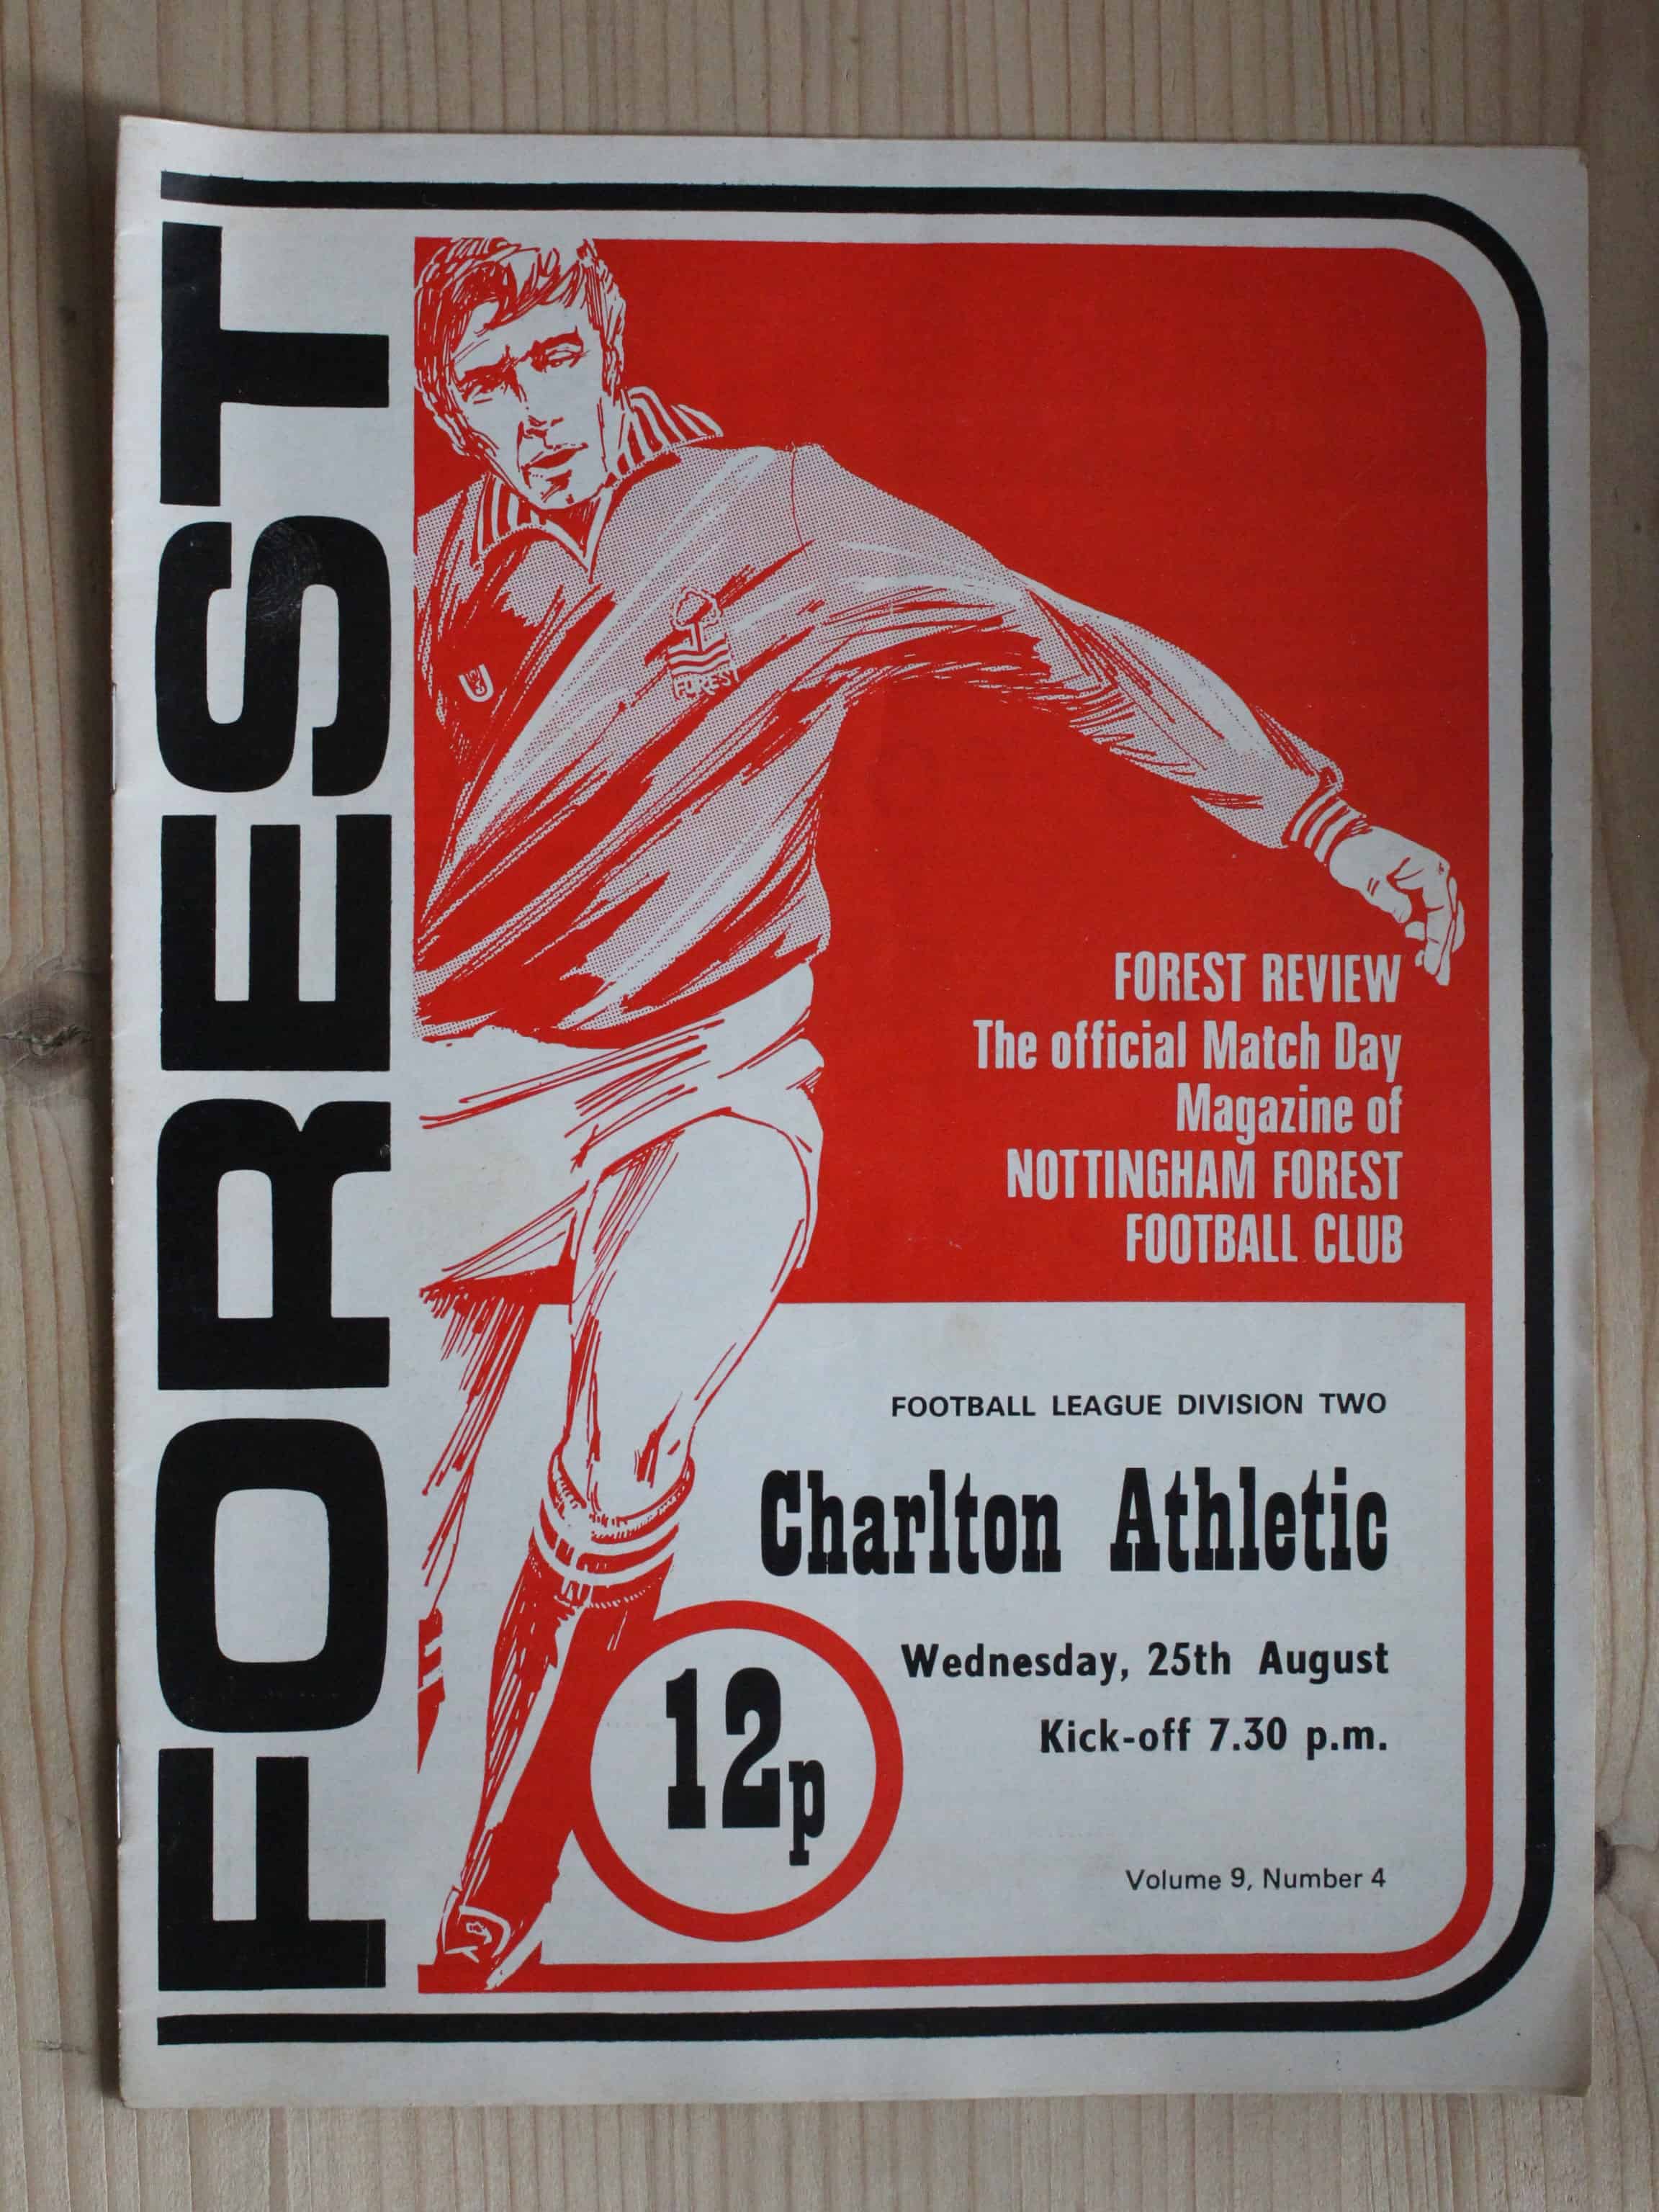 FOREST
FOREST
FOREST REVIEW
The official Match Day
Magazine of
NOTTINGHAM FOREST
FOOTBALL CLUB
FOOTBALL LEAGUE DIVISION TWO
Charlton Athletic
Wednesday, 25th August
Kick-off 7.30 p.m.
12p
Volume 9, Number 4